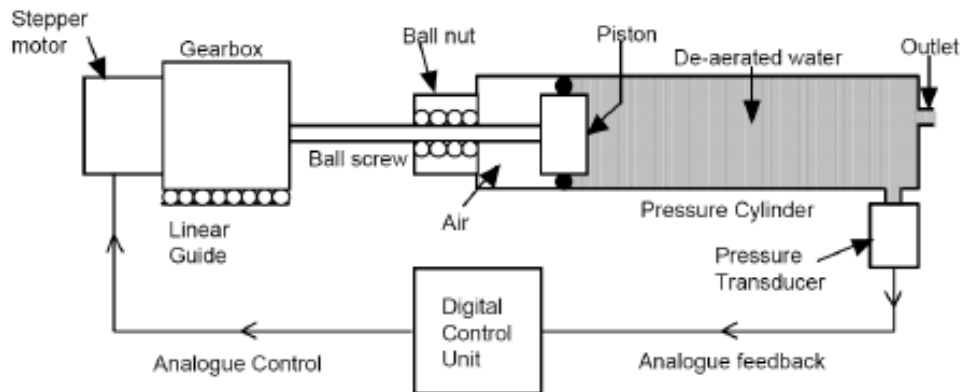 Stepper
motor
Gearbox
Ball nut
Piston
De-aerated water
Outlet
Ball screw
Air
Pressure Cylinder
Linear
Guide
Pressure
Transducer
Digital
Control
Unit
Analogue Control
Analogue feedback